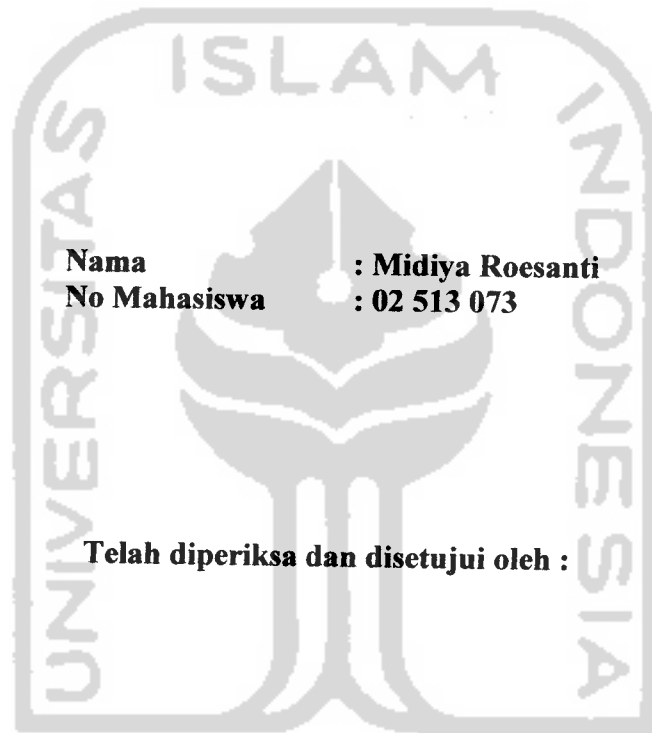 UNIVERSITAS ISLAM INDONESIA
Nama : Midiya Roesanti
No Mahasiswa : 02 513 073
Telah diperiksa dan disetujui oleh :